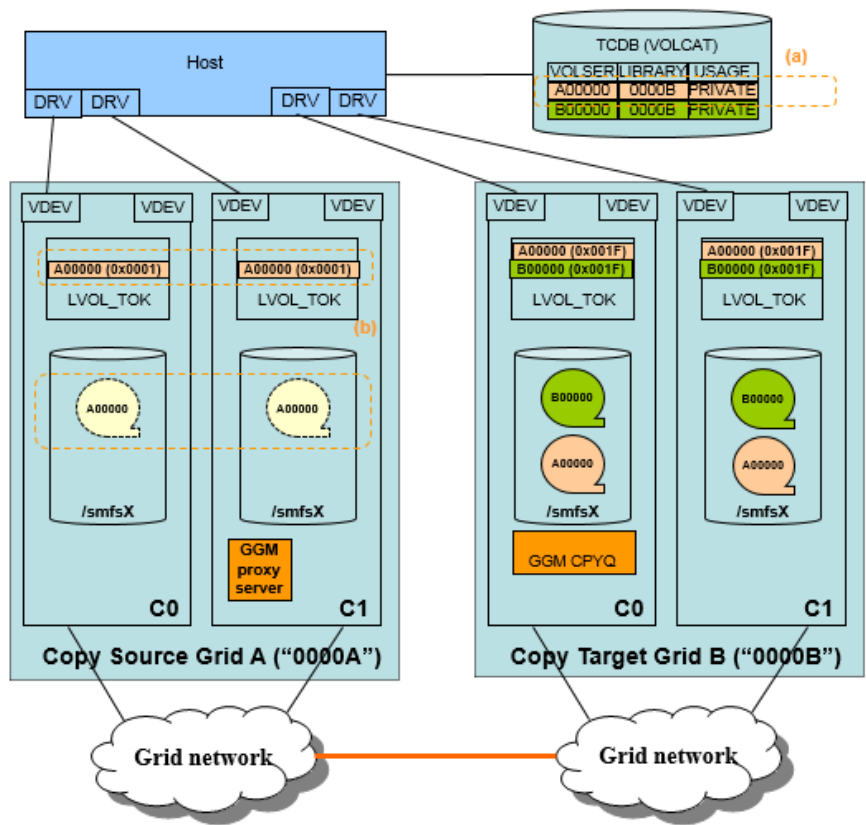 Host
DRV DRV DRV DRV
TCDB (VOLCAT)
VOLSER LIBRARY USAGE
A00000 0000B PRIVATE
B00000 0000B PRIVATE
(a)
VDEV VDEV
A00000 (0x0001)
LVOL_TOK
A00000
/smfsX
C0
VDEV VDEV
A00000 (0x0001)
LVOL_TOK
(b)
A00000
/smfsX
GGM
proxy
server
C1
Copy Source Grid A (“0000A”)
VDEV VDEV
A00000 (0x001F)
B00000 (0x001F)
LVOL_TOK
B00000
A00000
/smfsX
GGM CPYQ
C0
VDEV VDEV
A00000 (0x001F)
B00000 (0x001F)
LVOL_TOK
B00000
A00000
/smfsX
C1
Copy Target Grid B (“0000B”)
Grid network
Grid network